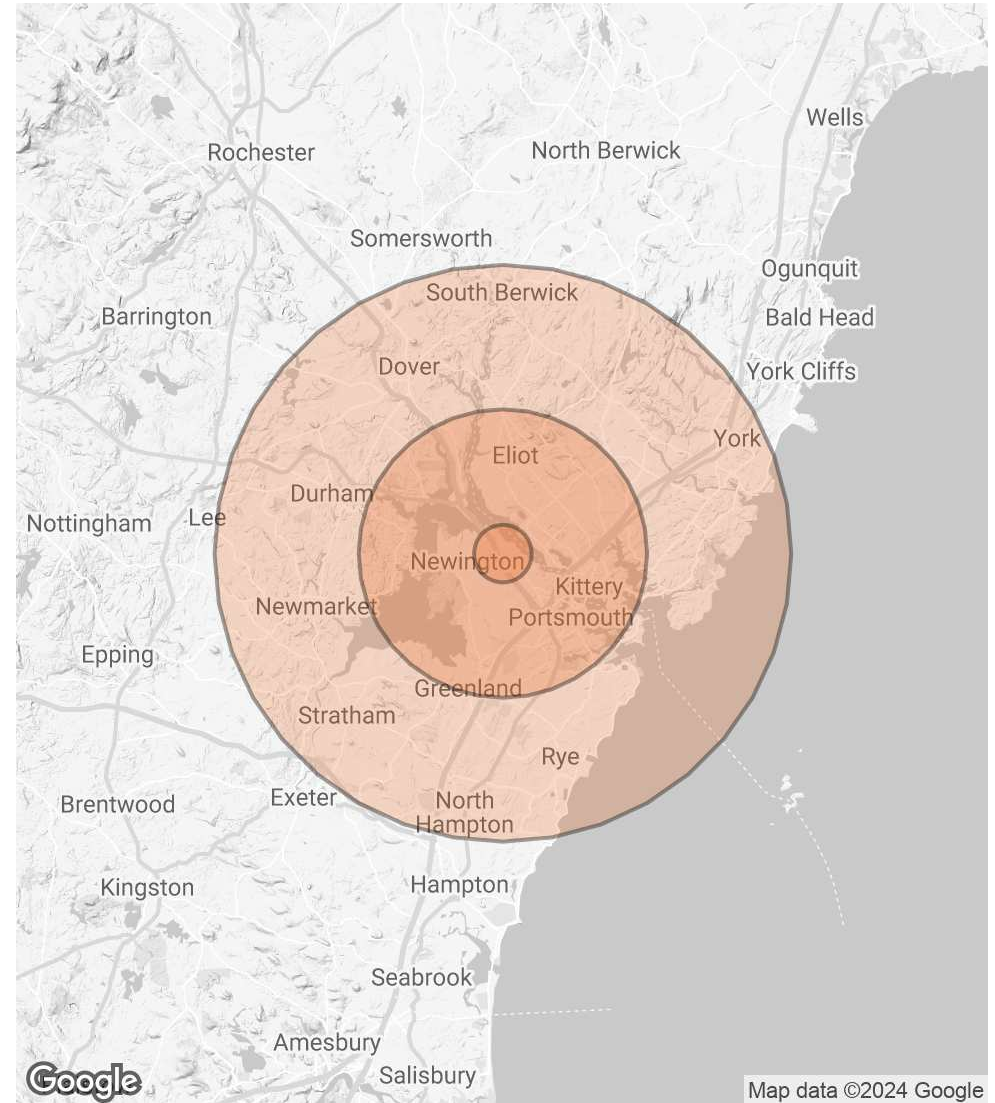 Wells
Rochester
North Berwick
Somersworth
Ogunquit
South Berwick
Barrington
Bald Head
Dover
York Cliffs
York
Eliot
Durham
Lee
Nottingham
Newington
Kittery
Newmarket
Portsmouth
Epping
Greenland
Stratham
Rye
Exeter
North
Hampton
Brentwood
Hampton
Kingston
Seabrook
Amesbury
Salisbury
Google
Map data ©2024 Google